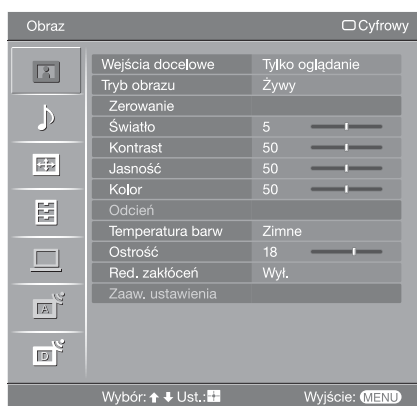 Obraz Cyfrowy
Wejścia docelowe Tylko oglądanie
Tryb obrazu Żywy
Zerowanie
Światło 5
Kontrast 50
Jasność 50
Kolor 50
Odcień
Temperatura barw Zimne
Ostrość 18
Red. zakłóceń Wył.
Zaaw. ustawienia
A
D
Wybór: Ust.: Wyjście: MENU